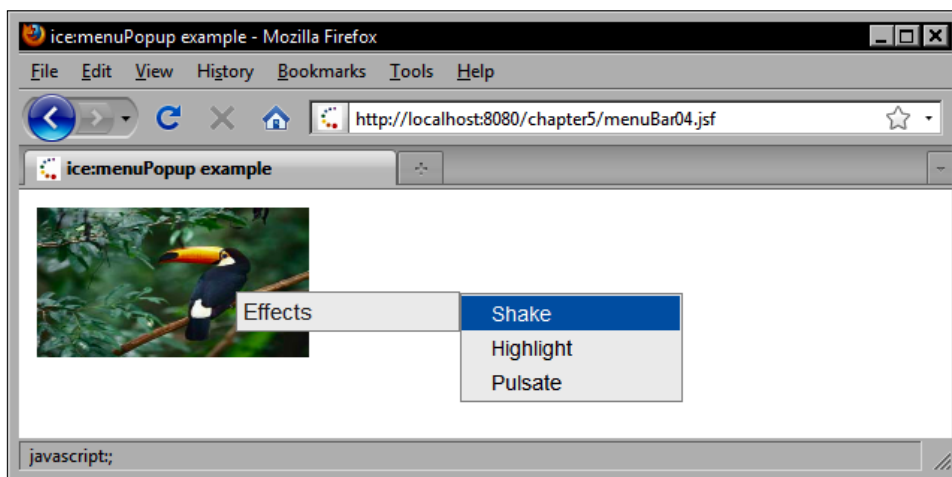 ice:menuPopup example - Mozilla Firefox
File Edit View History Bookmarks Tools Help
http://localhost:8080/chapter5/menuBar04.jsf
ice:menuPopup example
Effects
Shake
Highlight
Pulsate
javascript:;